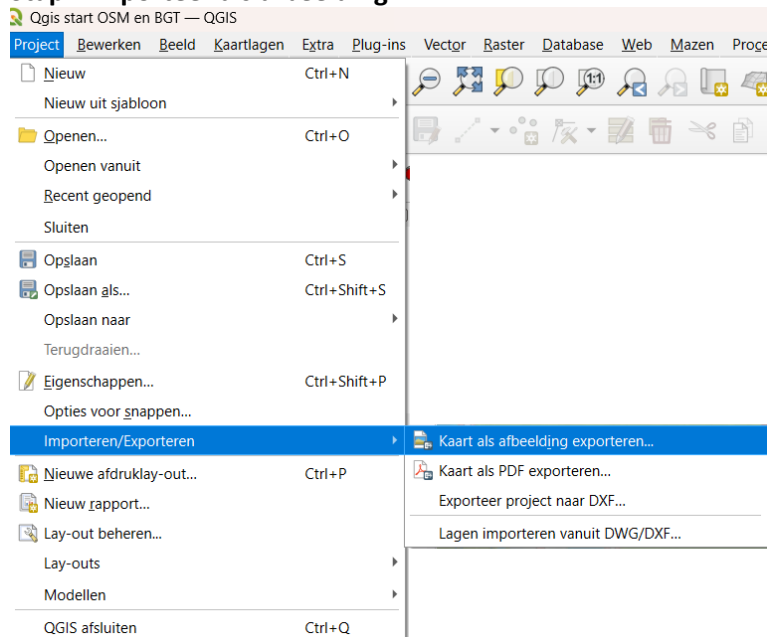 Qgis start OSM en BGT — QGIS
Project Bewerken Beeld Kaartlagen Extra Plug-ins Vector Raster Database Web Mazen
Nieuw Ctrl+N
Nieuw uit sjabloon
Openen... Ctrl+O
Openen vanuit
Recent geopend
Sluiten
Opslaan Ctrl+S
Opslaan als... Ctrl+Shift+S
Opslaan naar
Terugdraaien...
Eigenschappen... Ctrl+Shift+P
Opties voor snappen...
Importeren/Exporteren
Kaart als afbeelding exporteren...
Kaart als PDF exporteren...
Exporteer project naar DXF...
Lagen importeren vanuit DWG/DXF...
Nieuwe afdruklay-out... Ctrl+P
Nieuw rapport...
Lay-out beheren...
Lay-outs
Modellen
QGIS afsluiten Ctrl+Q
1:1